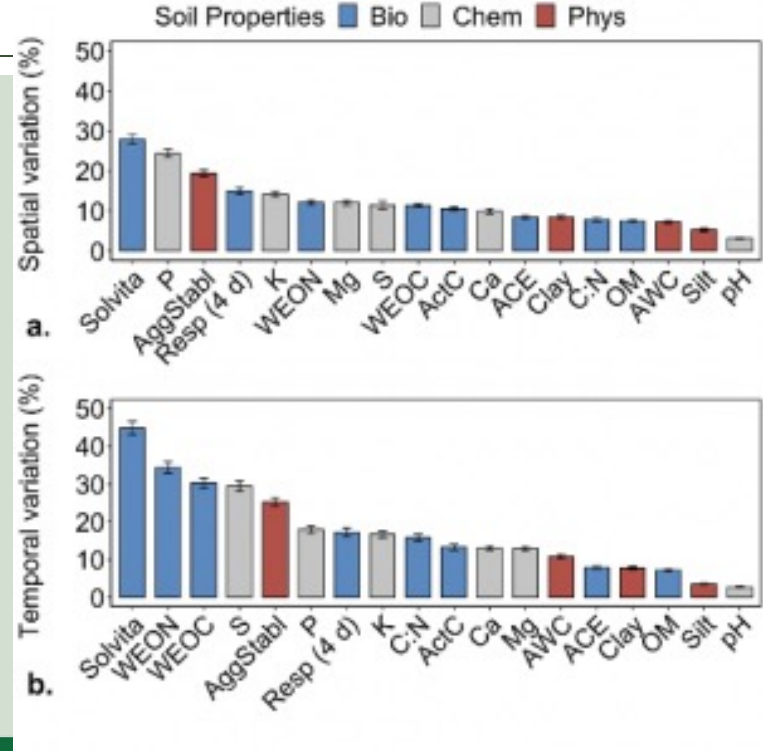 Soil Properties Bio Chem Phys
Spatial variation (%)
50
40
30
20
10
0
Solvita P AggStabl Resp (4 d) K WEON Mg S WEOC ActC Ca ACE Clay C:N OM AWC Silt pH
a.
Temporal variation (%)
50
40
30
20
10
0
Solvita WEON WEOC S AggStabl P Resp (4 d) K C:N ActC Ca Mg AWC ACE Clay OM Silt pH
b.